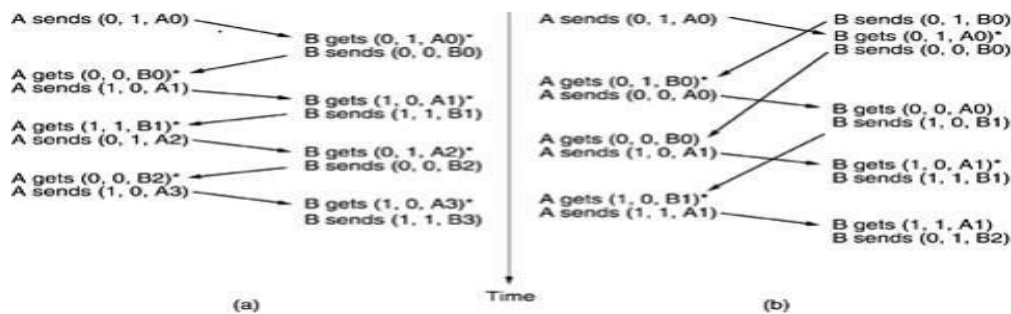 A sends (0, 1, A0)
B gets (0, 1, A0)*
B sends (0, 0, B0)
A gets (0, 0, B0)*
A sends (1, 0, A1)
B gets (1, 0, A1)*
B sends (1, 1, B1)
A gets (1, 1, B1)*
A sends (0, 1, A2)
B gets (0, 1, A2)*
B sends (0, 0, B2)
A gets (0, 0, B2)*
A sends (1, 0, A3)
B gets (1, 0, A3)*
B sends (1, 1, B3)
(a)
Time
A sends (0, 1, A0)
B sends (0, 1, B0)
B gets (0, 1, A0)*
B sends (0, 0, B0)
A gets (0, 1, B0)*
A sends (0, 0, A0)
B gets (0, 0, A0)
B sends (1, 0, B1)
A gets (0, 0, B0)
A sends (1, 0, A1)
B gets (1, 0, A1)*
B sends (1, 1, B1)
A gets (1, 0, B1)*
A sends (1, 1, A1)
B gets (1, 1, A1)
B sends (0, 1, B2)
(b)